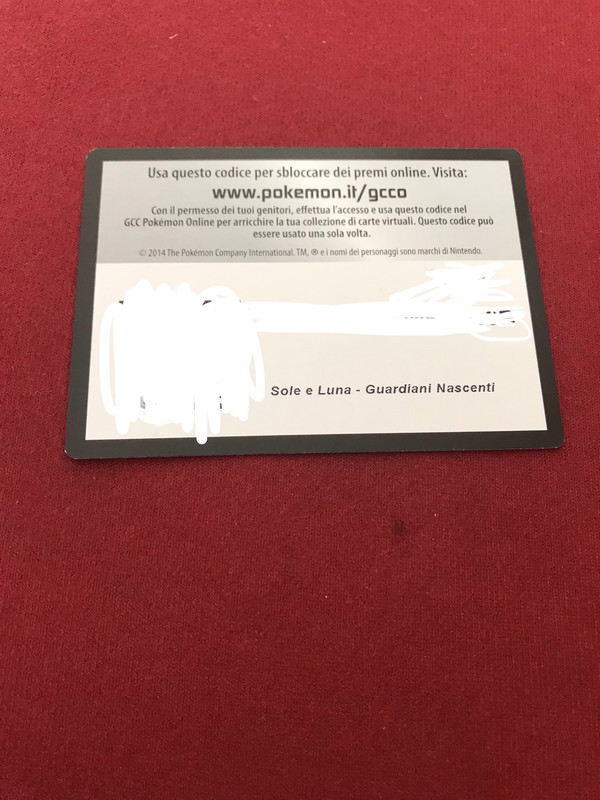 Usa questo codice per sbloccare dei premi online. Visita:
www.pokemon.it/gcco
Con il permesso dei tuoi genitori, effettua l'accesso e usa questo codice nel
GCC Pokémon Online per arricchire la tua collezione di carte virtuali. Questo codice può
essere usato una sola volta.
© 2014 The Pokémon Company International. TM, ® e i nomi dei personaggi sono marchi di Nintendo.
Sole e Luna - Guardiani Nascenti